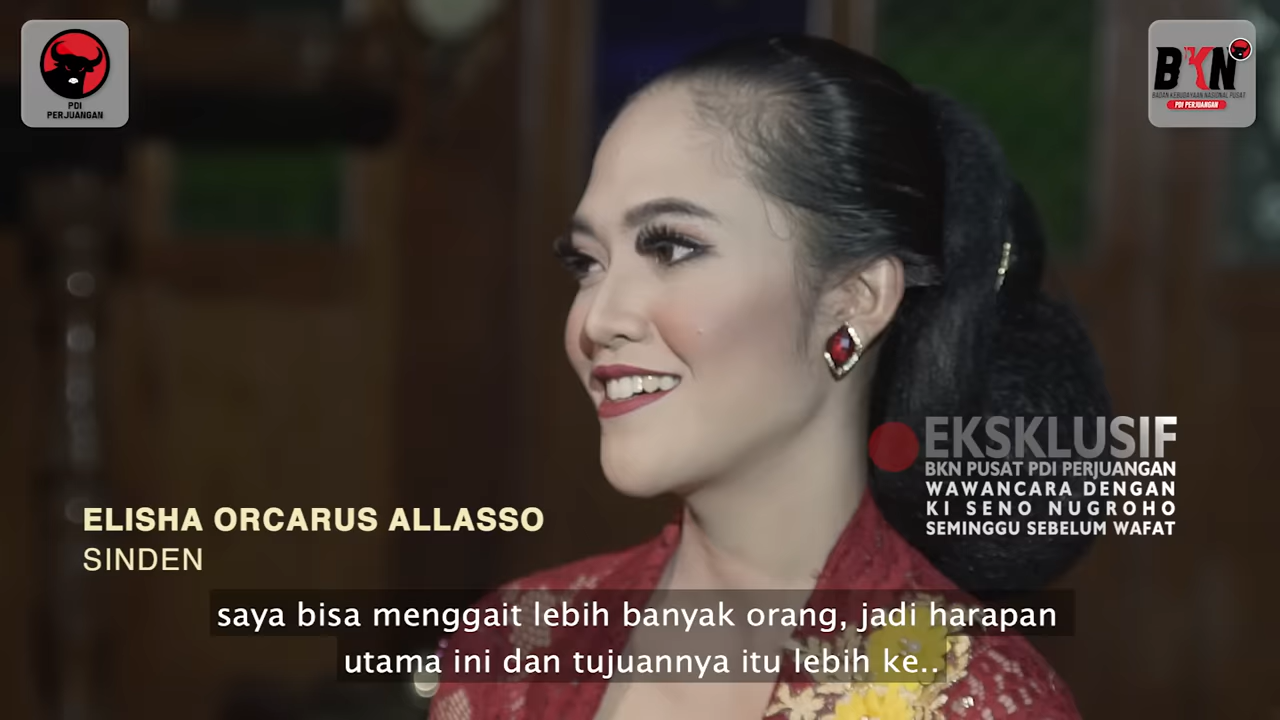 PDI
PERJUANGAN
BKN
BADAN KEBUDAYAAN NASIONAL PUSAT
PDI PERJUANGAN
EKSKLUSIF
BKN PUSAT PDI PERJUANGAN
WAWANCARA DENGAN
KI SENO NUGROHO
SEMINGGU SEBELUM WAFAT
ELISHA ORCARUS ALLASSO
SINDEN
saya bisa menggait lebih banyak orang, jadi harapan
utama ini dan tujuannya itu lebih ke..